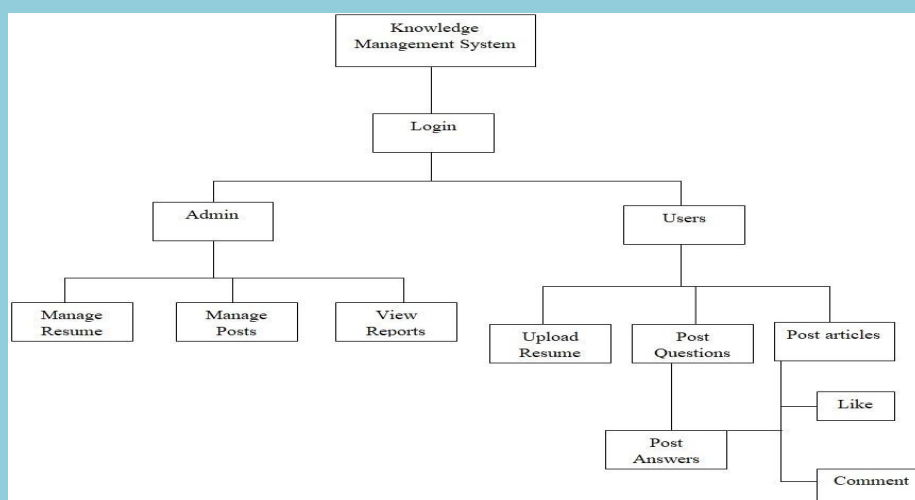 Knowledge
Management System
Login
Admin
Users
Manage
Resume
Manage
Posts
View
Reports
Upload
Resume
Post
Questions
Post articles
Like
Post
Answers
Comment